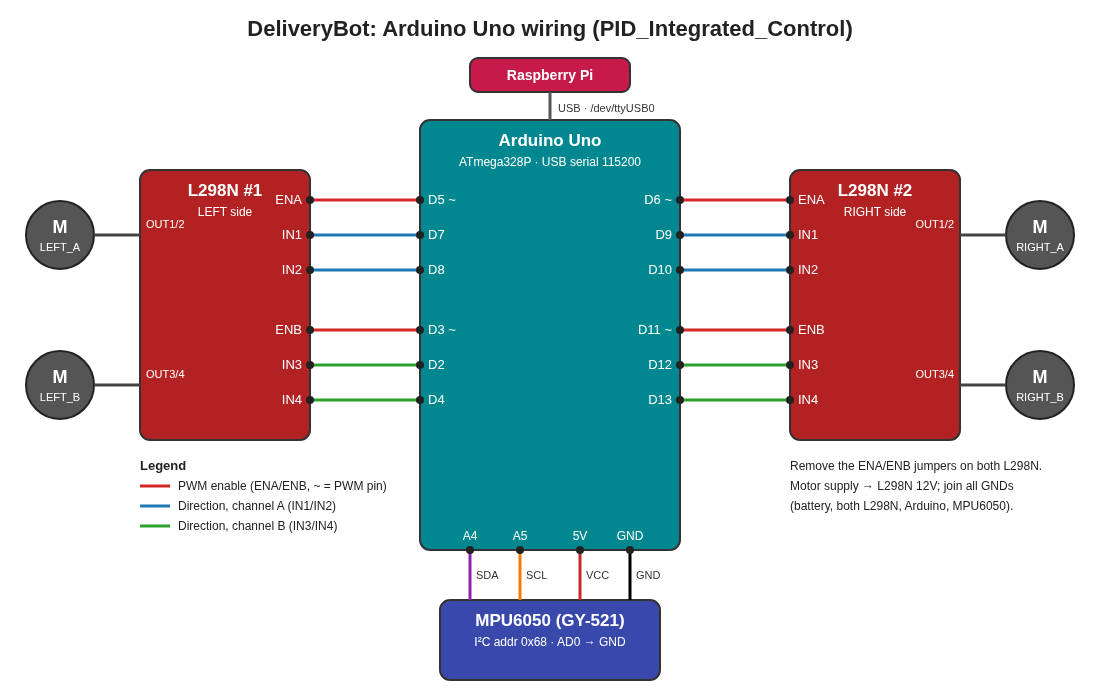 DeliveryBot: Arduino Uno wiring (PID_Integrated_Control)
Raspberry Pi
USB · /dev/ttyUSB0
Arduino Uno
ATmega328P · USB serial 115200
L298N #1
LEFT side
ENA
IN1
IN2
ENB
IN3
IN4
OUT1/2
OUT3/4
M
LEFT_A
M
LEFT_B
D5 ~
D7
D8
D3 ~
D2
D4
D6 ~
D9
D10
D11 ~
D12
D13
L298N #2
RIGHT side
ENA
IN1
IN2
ENB
IN3
IN4
OUT1/2
OUT3/4
M
RIGHT_A
M
RIGHT_B
Legend
PWM enable (ENA/ENB, ~ = PWM pin)
Direction, channel A (IN1/IN2)
Direction, channel B (IN3/IN4)
Remove the ENA/ENB jumpers on both L298N.
Motor supply → L298N 12V; join all GNDs
(battery, both L298N, Arduino, MPU6050).
A4
A5
5V
GND
SDA
SCL
VCC
GND
MPU6050 (GY-521)
I²C addr 0x68 · AD0 → GND